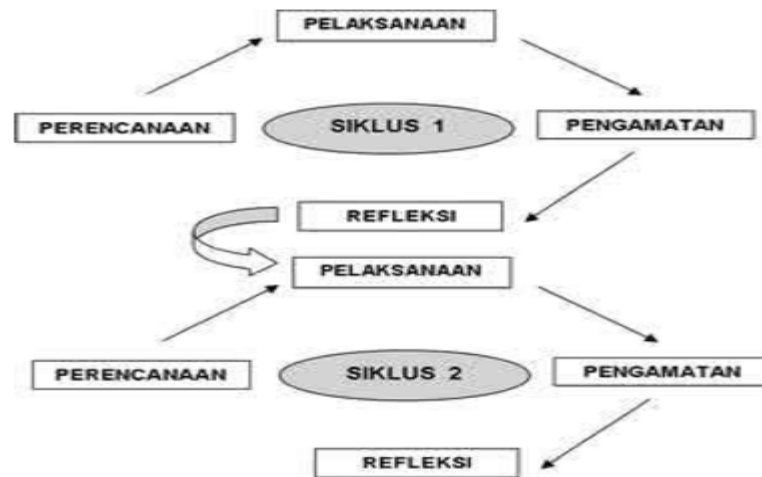 PELAKSANAAN
PERENCANAAN
SIKLUS 1
PENGAMATAN
REFLEKSI
PELAKSANAAN
PERENCANAAN
SIKLUS 2
PENGAMATAN
REFLEKSI